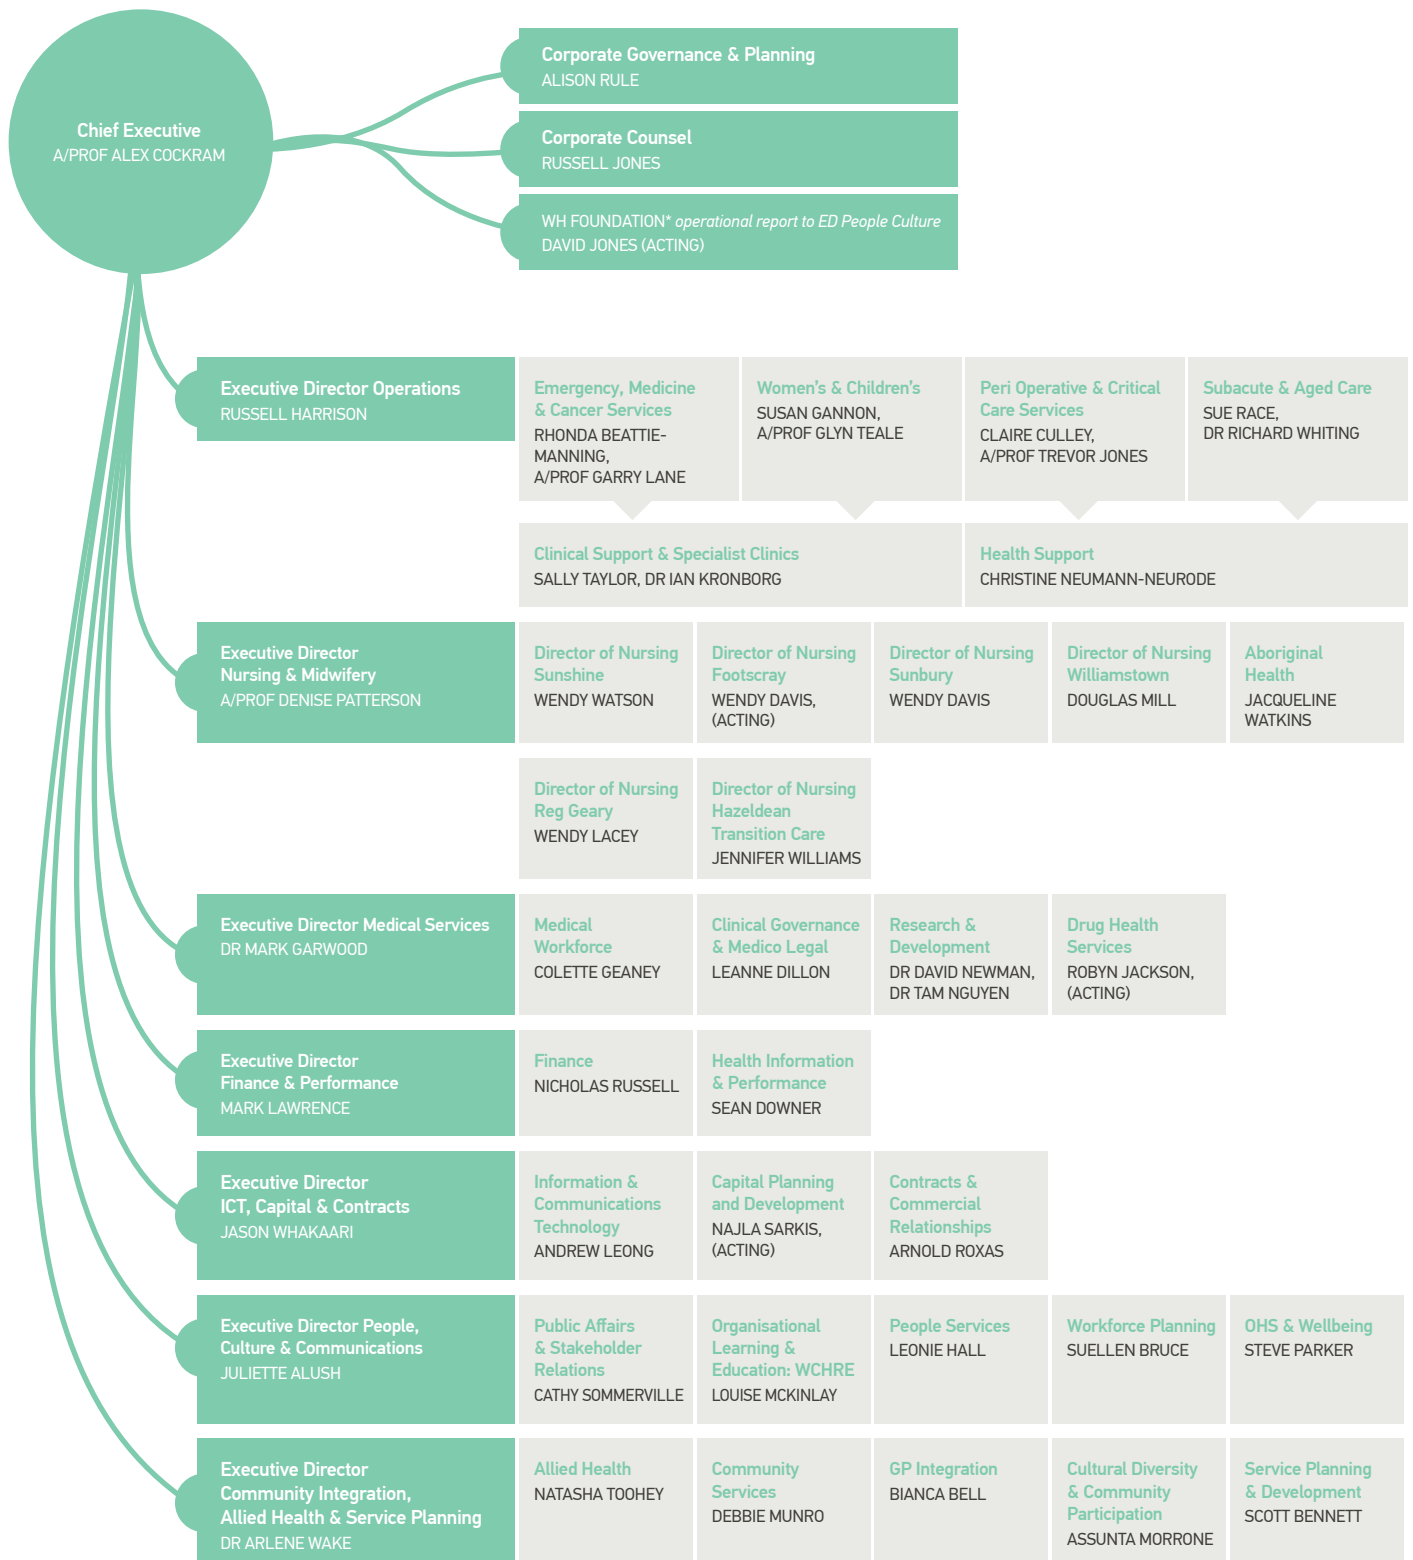 Chief Executive
A/PROF ALEX COCKRAM
Corporate Governance & Planning
ALISON RULE
Corporate Counsel
RUSSELL JONES
WH FOUNDATION* operational report to ED People Culture
DAVID JONES (ACTING)
Executive Director Operations
RUSSELL HARRISON
Emergency, Medicine
& Cancer Services
RHONDA BEATTIE-
MANNING,
A/PROF GARRY LANE
Women's & Children's
SUSAN GANNON,
A/PROF GLYN TEALE
Peri Operative & Critical
Care Services
CLAIRE CULLEY,
A/PROF TREVOR JONES
Subacute & Aged Care
SUE RACE,
DR RICHARD WHITING
Clinical Support & Specialist Clinics
SALLY TAYLOR, DR IAN KRONBORG
Health Support
CHRISTINE NEUMANN-NEURODE
Executive Director
Nursing & Midwifery
A/PROF DENISE PATTERSON
Director of Nursing
Sunshine
WENDY WATSON
Director of Nursing
Footscray
WENDY DAVIS,
(ACTING)
Director of Nursing
Sunbury
WENDY DAVIS
Director of Nursing
Williamstown
DOUGLAS MILL
Aboriginal
Health
JACQUELINE
WATKINS
Director of Nursing
Reg Geary
WENDY LACEY
Director of Nursing
Hazeldean
Transition Care
JENNIFER WILLIAMS
Executive Director Medical Services
DR MARK GARWOOD
Medical
Workforce
COLETTE GEANEY
Clinical Governance
& Medico Legal
LEANNE DILLON
Research &
Development
DR DAVID NEWMAN,
DR TAM NGUYEN
Drug Health
Services
ROBYN JACKSON,
(ACTING)
Executive Director
Finance & Performance
MARK LAWRENCE
Finance
NICHOLAS RUSSELL
Health Information
& Performance
SEAN DOWNER
Executive Director
ICT, Capital & Contracts
JASON WHAKAARI
Information &
Communications
Technology
ANDREW LEONG
Capital Planning
and Development
NAJLA SARKIS,
(ACTING)
Contracts &
Commercial
Relationships
ARNOLD ROXAS
Executive Director People,
Culture & Communications
JULIETTE ALUSH
Public Affairs
& Stakeholder
Relations
CATHY SOMMERVILLE
Organisational
Learning &
Education: WCHRE
LOUISE MCKINLAY
People Services
LEONIE HALL
Workforce Planning
SUELLEN BRUCE
OHS & Wellbeing
STEVE PARKER
Executive Director
Community Integration,
Allied Health & Service Planning
DR ARLENE WAKE
Allied Health
NATASHA TOOHEY
Community
Services
DEBBIE MUNRO
GP Integration
BIANCA BELL
Cultural Diversity
& Community
Participation
ASSUNTA MORRONE
Service Planning
& Development
SCOTT BENNETT